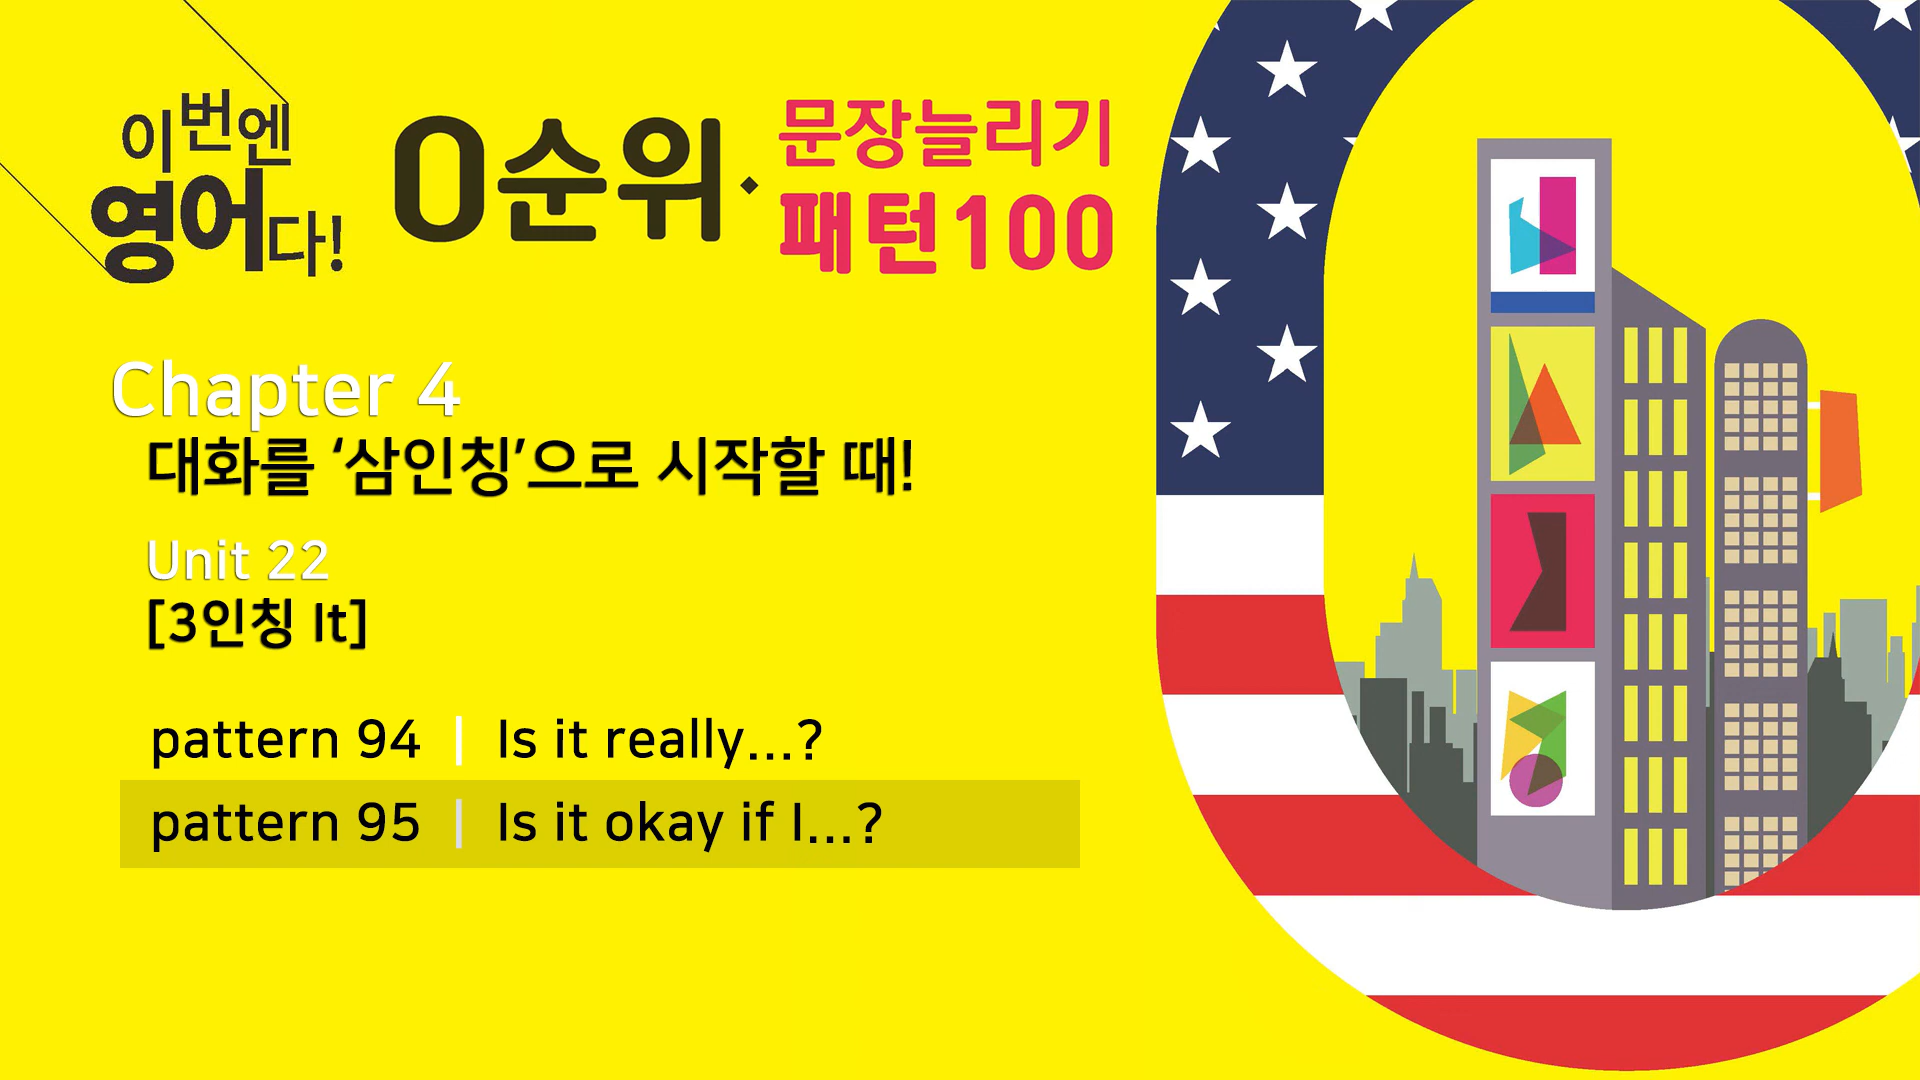 이번엔
영어다!
0순위·
문장늘리기
패턴100
Chapter 4
대화를 ‘삼인칭’으로 시작할 때!
Unit 22
[3인칭 It]
pattern 94 | Is it really...?
pattern 95 | Is it okay if I...?